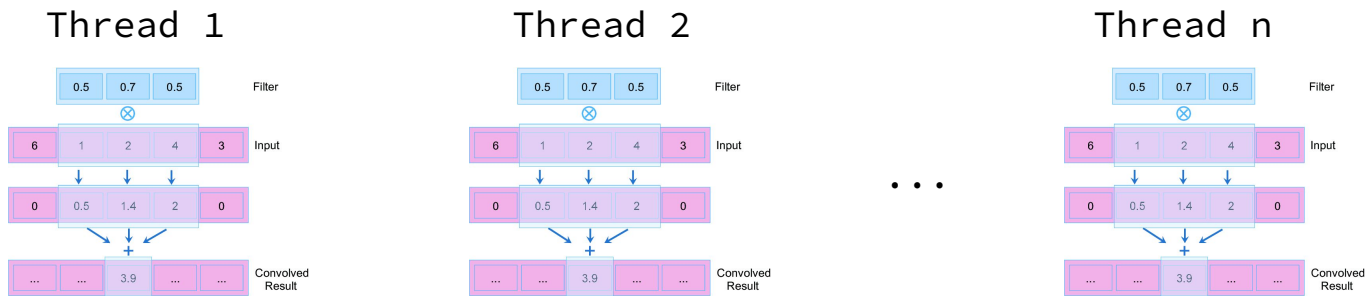 Thread 1
0.5 0.7 0.5 Filter
6 1 2 4 3 Input
0 0.5 1.4 2 0
+
... ... 3.9 ... ... Convolved
Result
Thread 2
0.5 0.7 0.5 Filter
6 1 2 4 3 Input
0 0.5 1.4 2 0
+
... ... 3.9 ... ... Convolved
Result
...
Thread n
0.5 0.7 0.5 Filter
6 1 2 4 3 Input
0 0.5 1.4 2 0
+
... ... 3.9 ... ... Convolved
Result